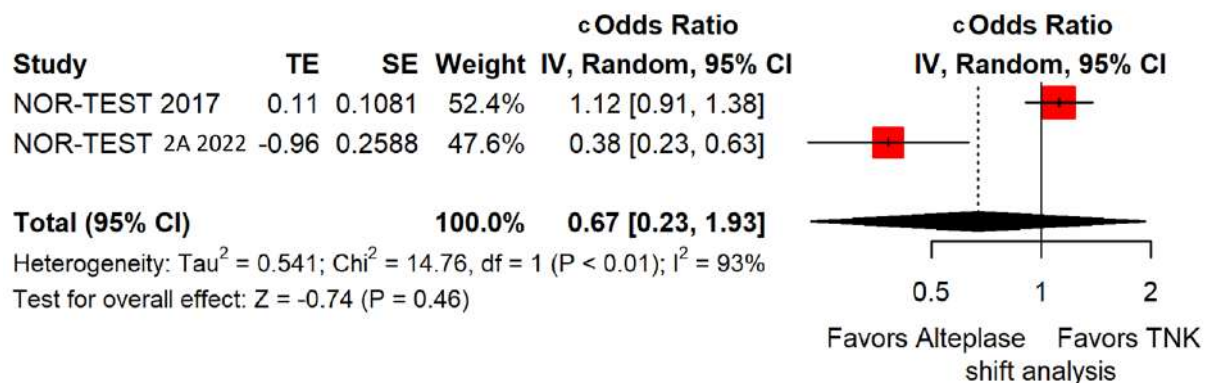 cOdds Ratio cOdds Ratio
Study TE SE Weight IV, Random, 95% CI IV, Random, 95% CI
NOR-TEST 2017 0.11 0.1081 52.4% 1.12 [0.91, 1.38]
NOR-TEST 2A 2022 -0.96 0.2588 47.6% 0.38 [0.23, 0.63]
Total (95% CI) 100.0% 0.67 [0.23, 1.93]
Heterogeneity: Tau² = 0.541; Chi² = 14.76, df = 1 (P < 0.01); I² = 93%
Test for overall effect: Z = -0.74 (P = 0.46)
0.5 1 2
Favors Alteplase Favors TNK
shift analysis